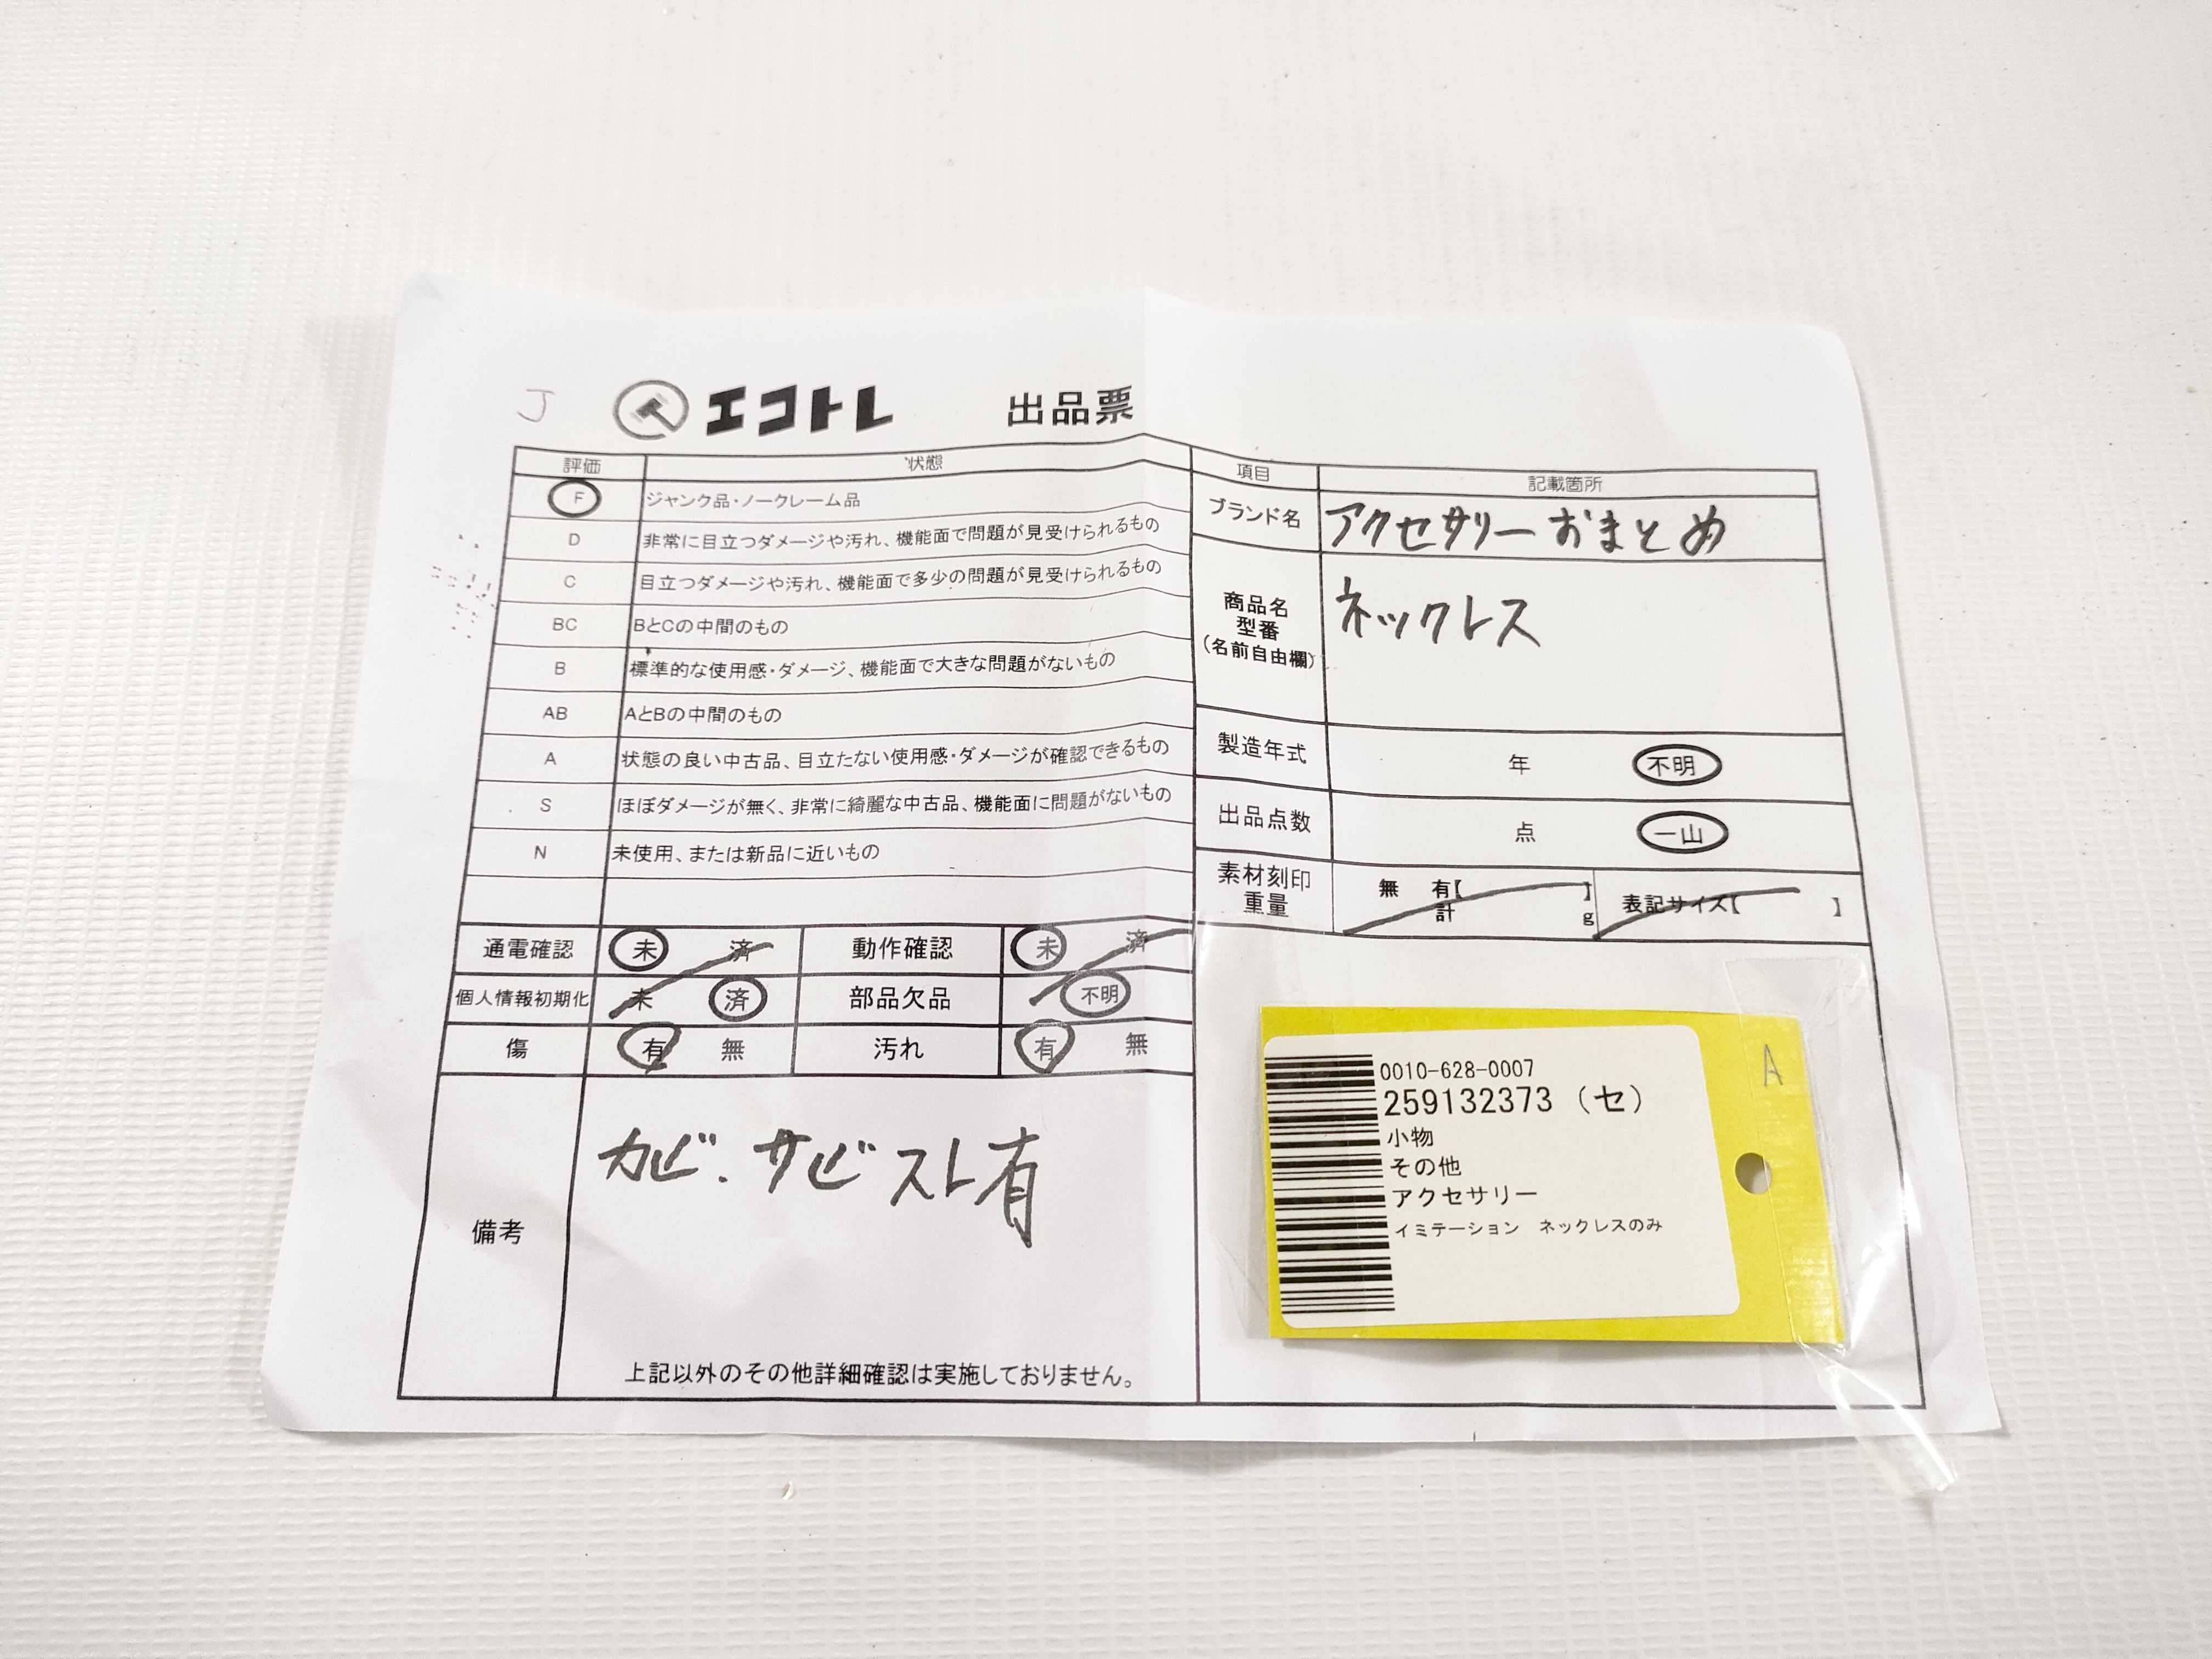 J
エコトレ 出品票
評価 状態
F ジャンク品・ノークレーム品
D 非常に目立つダメージや汚れ、機能面で問題が見受けられるもの
C 目立つダメージや汚れ、機能面で多少の問題が見受けられるもの
BC BとCの中間のもの
B 標準的な使用感・ダメージ、機能面で大きな問題がないもの
AB AとBの中間のもの
A 状態の良い中古品、目立たない使用感・ダメージが確認できるもの
S ほぼダメージが無く、非常に綺麗な中古品、機能面に問題がないもの
N 未使用、または新品に近いもの
通電確認 未 済 動作確認 未 済
個人情報初期化 未 済 部品欠品 不明
傷 有 無 汚れ 有 無
備考
カビ.サビスレ有
上記以外のその他詳細確認は実施しておりません。
項目 記載箇所
ブランド名 アクセサリーおまとめ
商品名
型番
(名前自由欄)
ネックレス
製造年式 年 不明
出品点数 点 一山
素材刻印
重量
無 有【 】
計 g
表記サイズ【 】
0010-628-0007
259132373 (セ)
小物
その他
アクセサリー
イミテーション ネックレスのみ
A